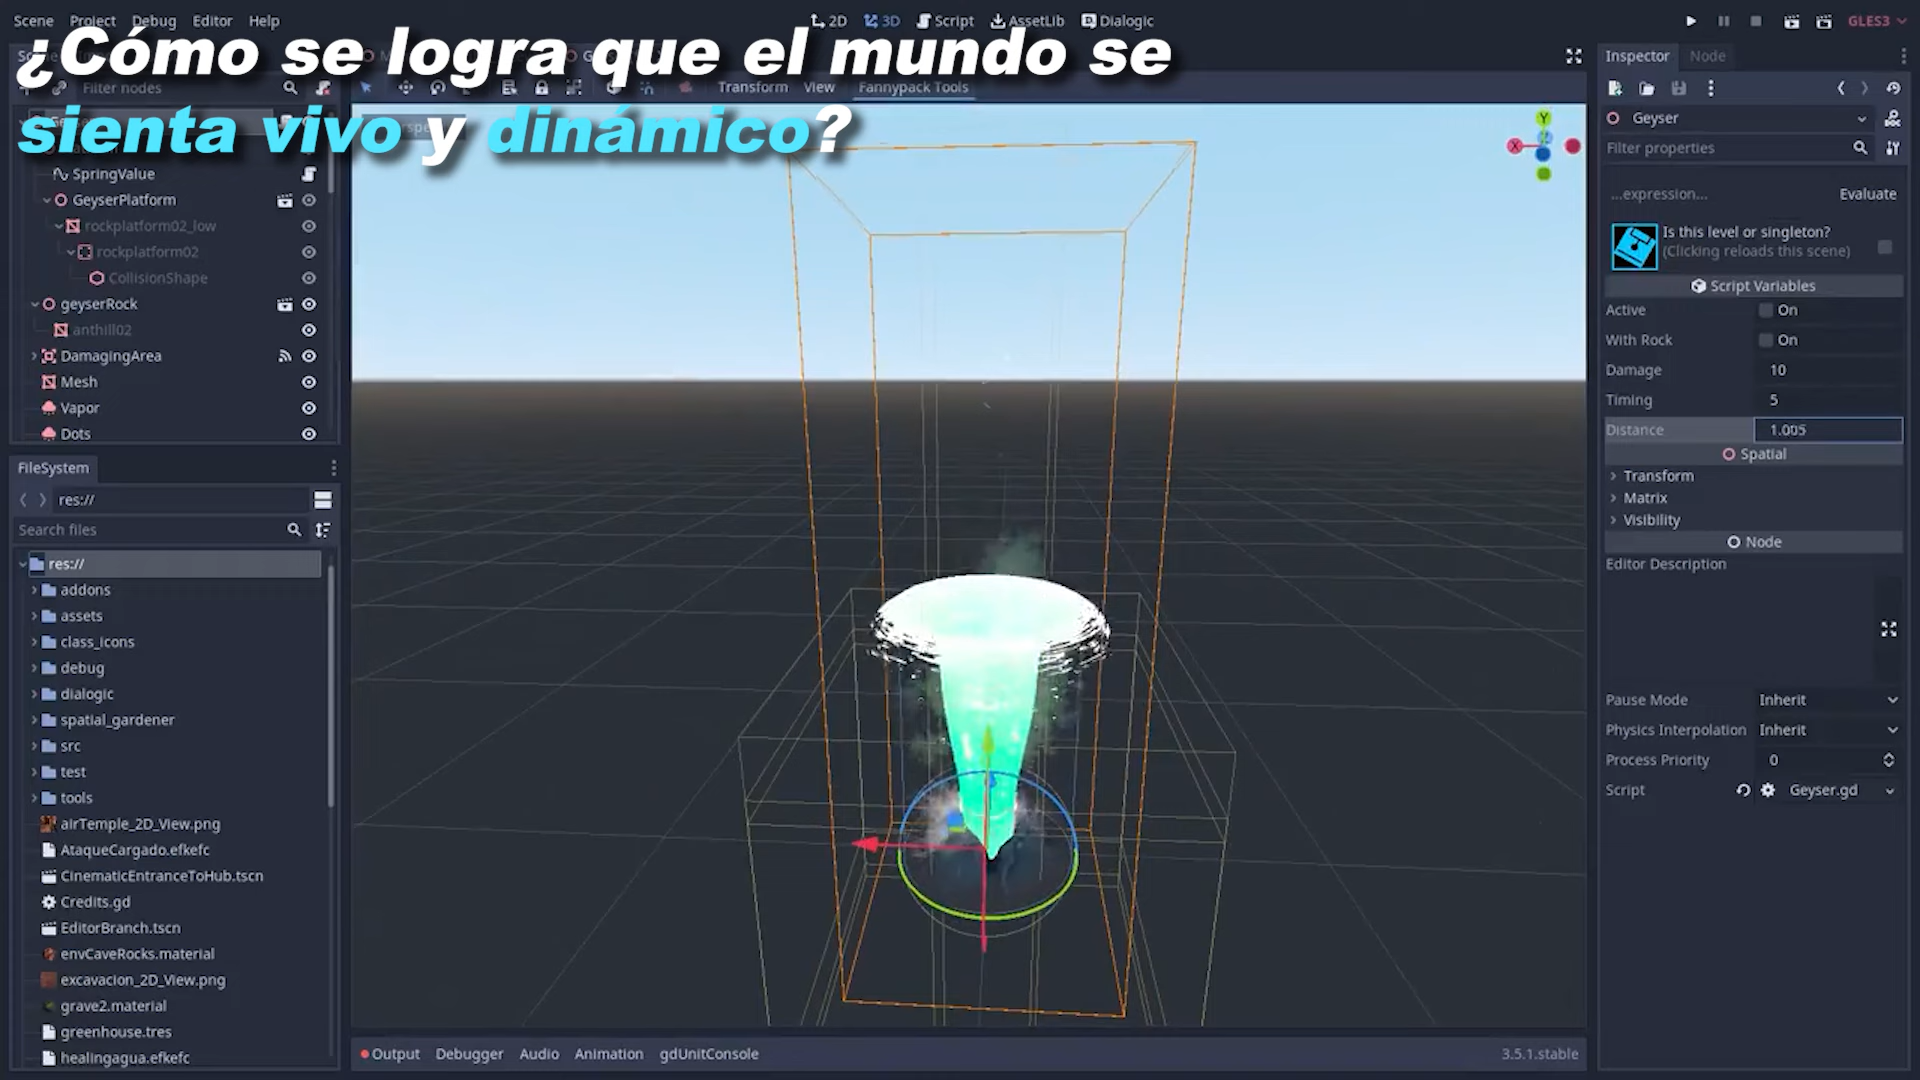 Scene Project Debug Editor Help
2D 3D Script AssetLib Dialogic
GLES3
¿Cómo se logra que el mundo se
sienta vivo y dinámico?
Filter nodes
Transform View Fannypack Tools
SpringValue
GeyserPlatform
rockplatform02_low
rockplatform02
CollisionShape
geyserRock
anthill02
DamagingArea
Mesh
Vapor
Dots
FileSystem
res://
Search files
res://
addons
assets
class_icons
debug
dialogic
spatial_gardener
src
test
tools
airTemple_2D_View.png
AtaqueCargado.efkefc
CinematicEntranceToHub.tscn
Credits.gd
EditorBranch.tscn
envCaveRocks.material
excavacion_2D_View.png
grave2.material
greenhouse.tres
healingagua.efkefc
Y
X
Output Debugger Audio Animation gdUnitConsole
3.5.1.stable
Inspector Node
Geyser
Filter properties
...expression... Evaluate
Is this level or singleton?
(Clicking reloads this scene)
Script Variables
Active On
With Rock On
Damage 10
Timing 5
Distance 1.005
Spatial
Transform
Matrix
Visibility
Node
Editor Description
Pause Mode Inherit
Physics Interpolation Inherit
Process Priority 0
Script Geyser.gd